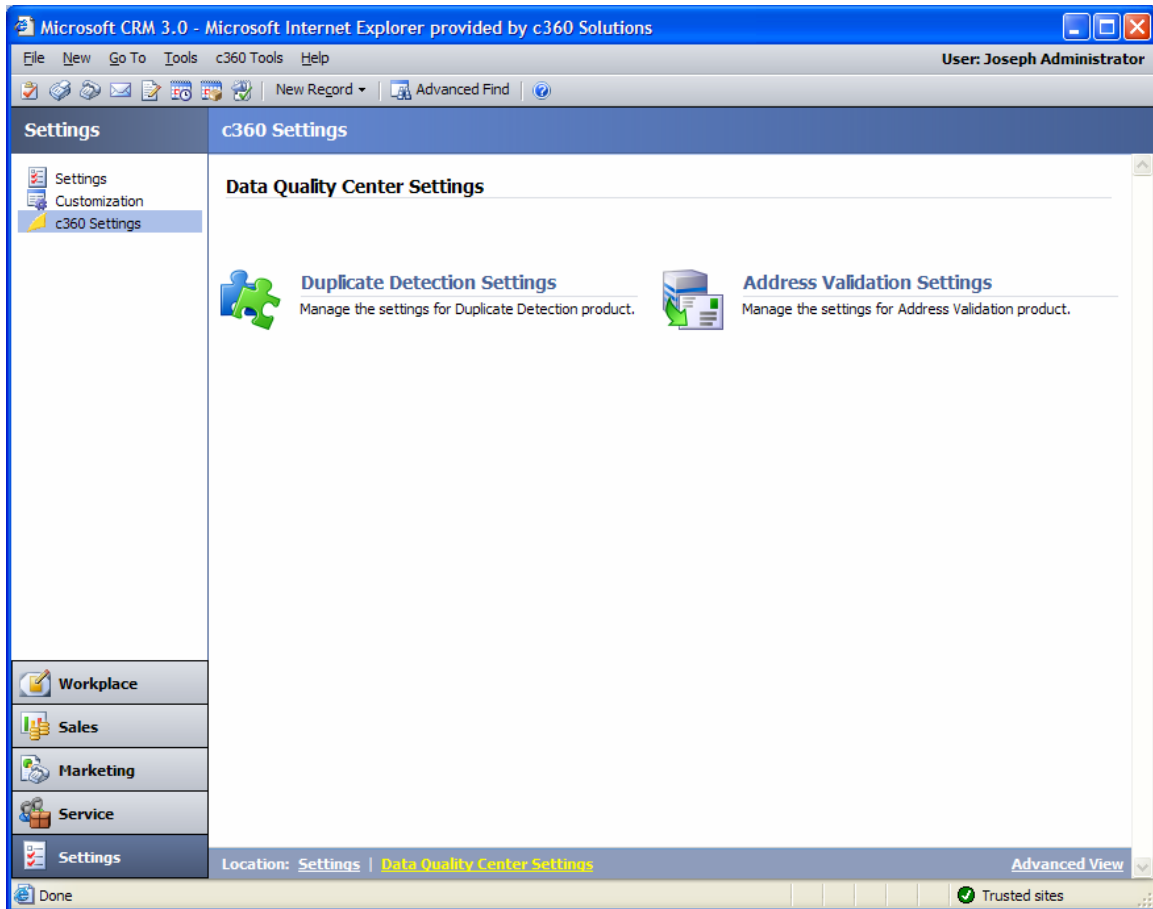 Microsoft CRM 3.0 - Microsoft Internet Explorer provided by c360 Solutions
File New Go To Tools c360 Tools Help User: Joseph Administrator
New Record Advanced Find
Settings c360 Settings
Settings
Customization
c360 Settings
Data Quality Center Settings
Duplicate Detection Settings
Manage the settings for Duplicate Detection product.
Address Validation Settings
Manage the settings for Address Validation product.
Workplace
Sales
Marketing
Service
Settings
Location: Settings | Data Quality Center Settings Advanced View
Done Trusted sites